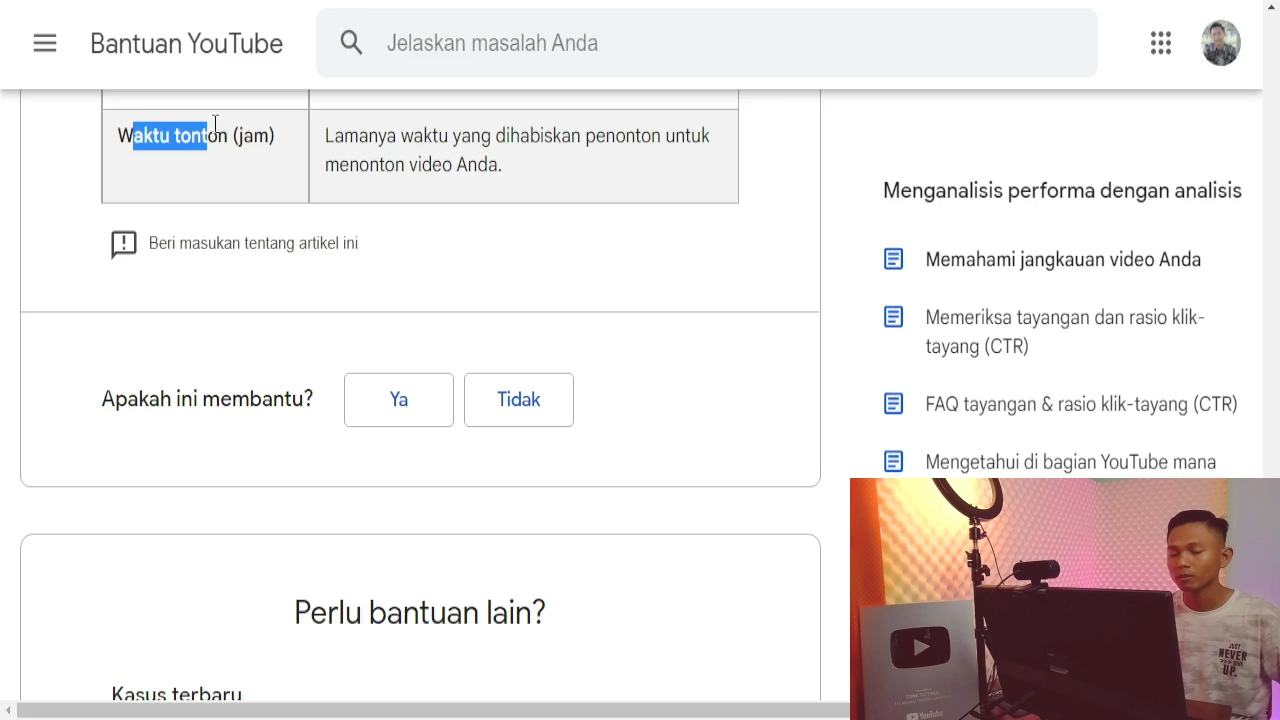 Bantuan YouTube
Jelaskan masalah Anda
Waktu tonton (jam)
Lamanya waktu yang dihabiskan penonton untuk
menonton video Anda.
Beri masukan tentang artikel ini
Apakah ini membantu?
Ya
Tidak
Perlu bantuan lain?
Kasus terbaru
Menganalisis performa dengan analisis
Memahami jangkauan video Anda
Memeriksa tayangan dan rasio klik-
tayang (CTR)
FAQ tayangan & rasio klik-tayang (CTR)
Mengetahui di bagian YouTube mana
YouTube
JUST
NEVER
GIVE
UP.